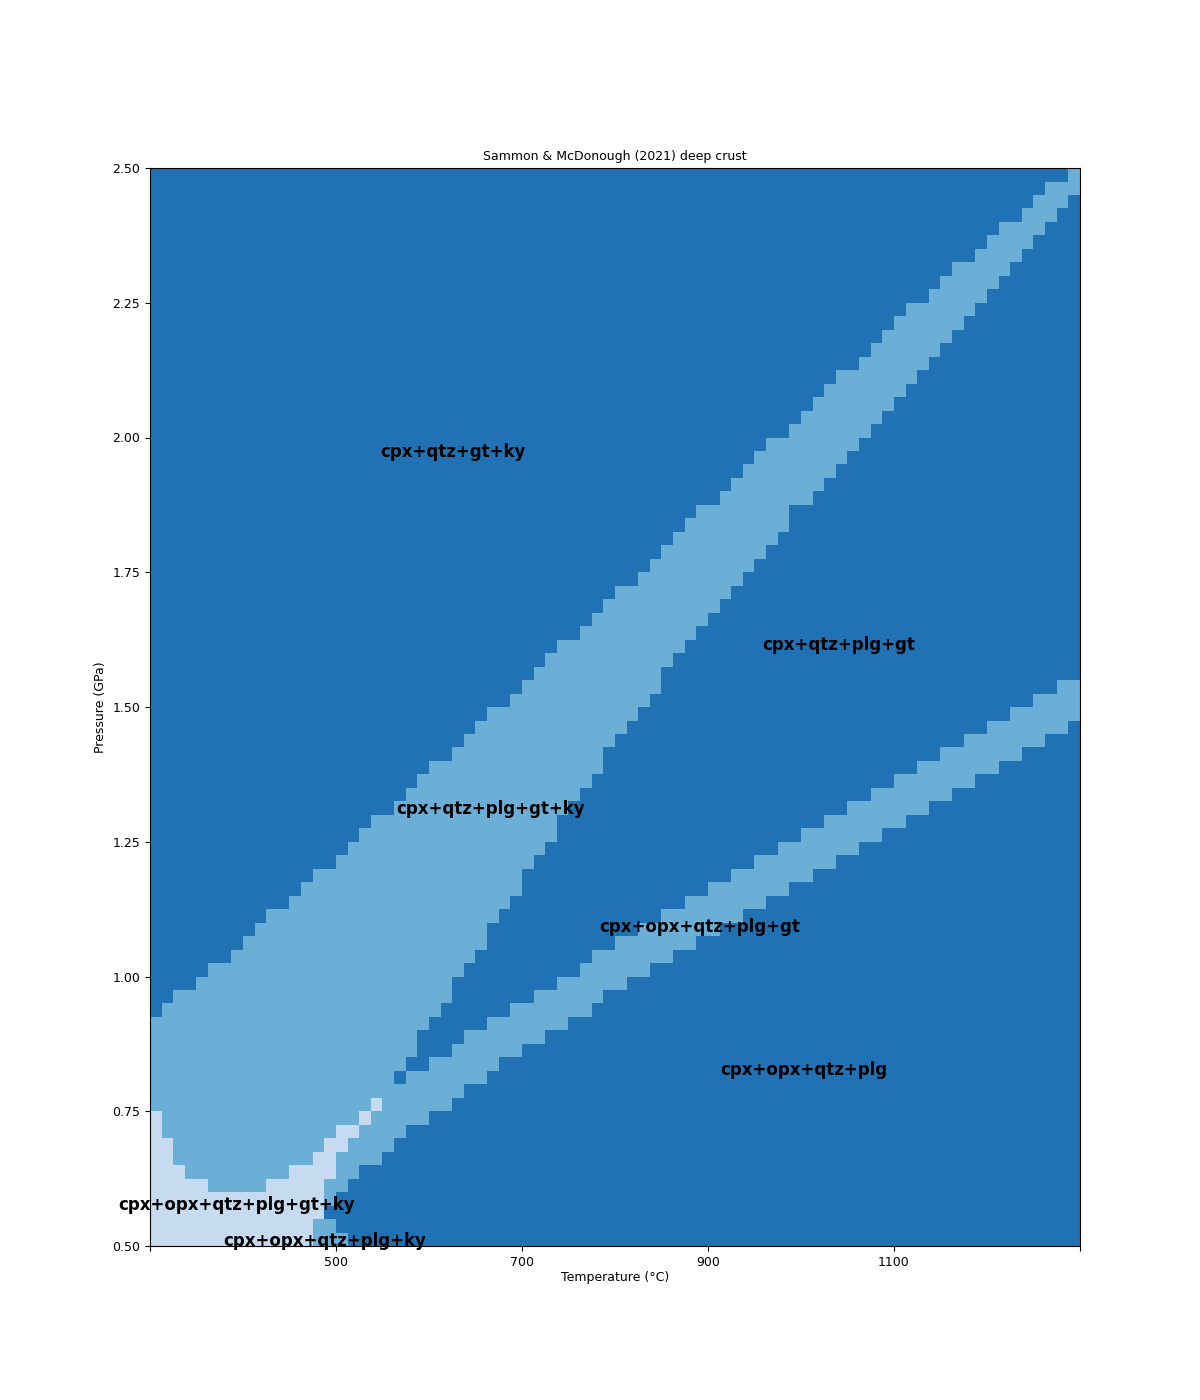 Sammon & McDonough (2021) deep crust
2.50
2.25
2.00
cpx+qtz+gt+ky
1.75
cpx+qtz+plg+gt
Pressure (GPa)
1.50
cpx+qtz+plg+gt+ky
1.25
cpx+opx+qtz+plg+gt
1.00
cpx+opx+qtz+plg
0.75
cpx+opx+qtz+plg+gt+ky
cpx+opx+qtz+plg+ky
0.50
500 700 900 1100
Temperature (°C)